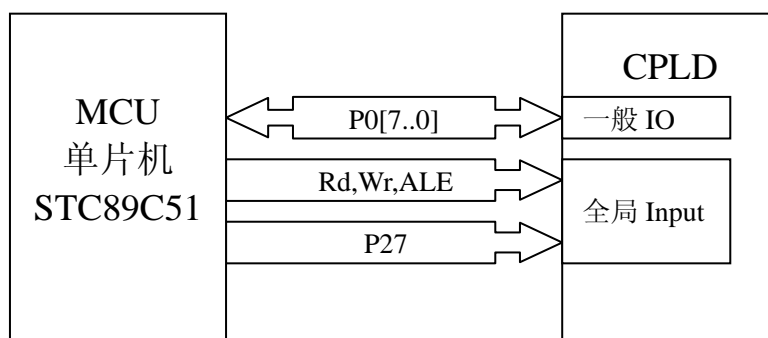 MCU
单片机
STC89C51
P0[7..0]
Rd,Wr,ALE
P27
CPLD
一般 IO
全局 Input